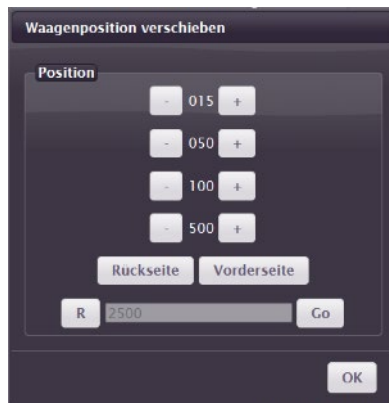 Waagenposition verschieben
Position
- 015 +
- 050 +
- 100 +
- 500 +
Rückseite Vorderseite
R 2500 Go
OK